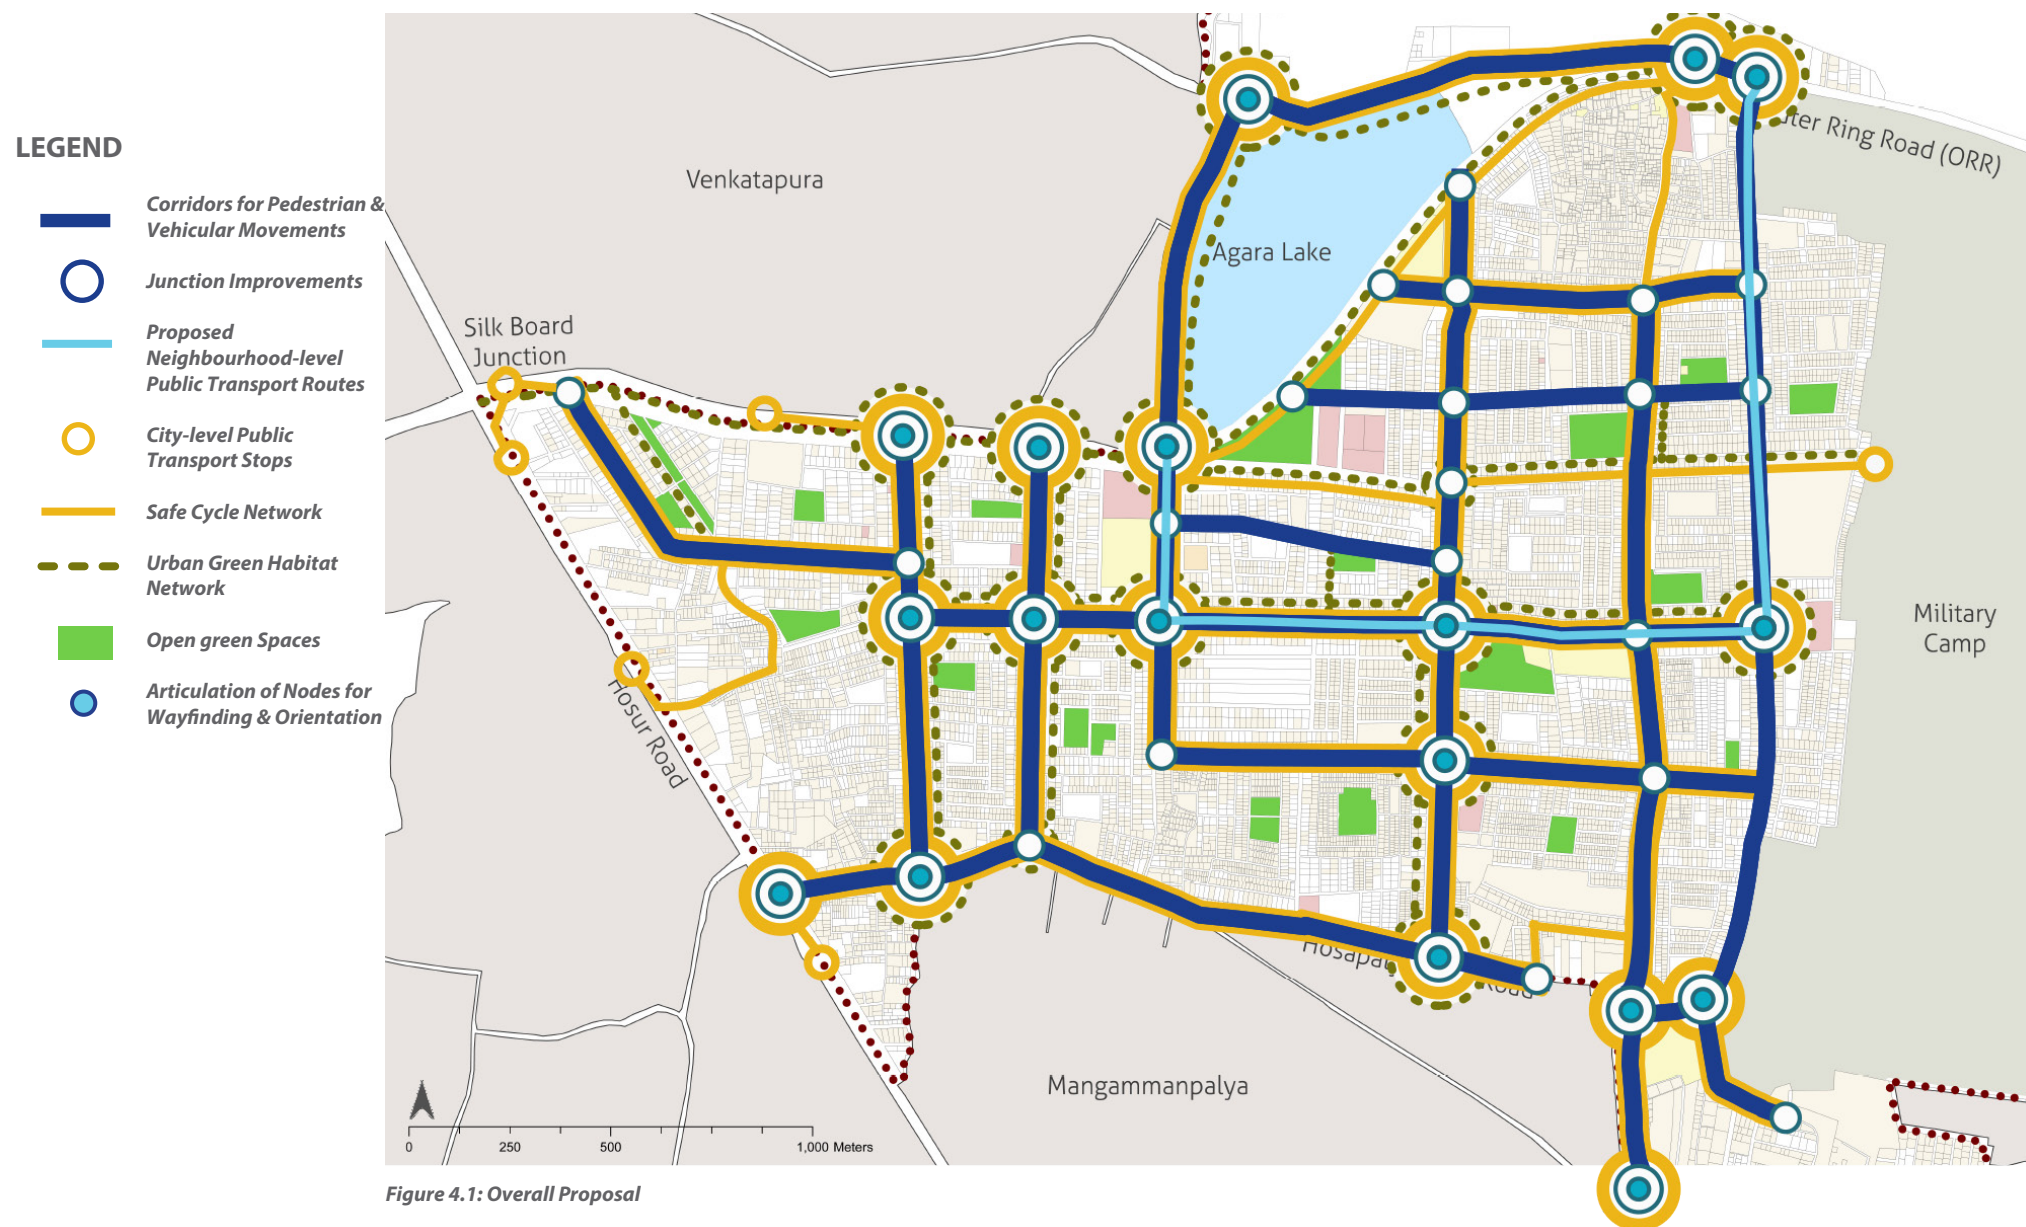 LEGEND
Corridors for Pedestrian &
Vehicular Movements
Junction Improvements
Proposed
Neighbourhood-level
Public Transport Routes
City-level Public
Transport Stops
Safe Cycle Network
Urban Green Habitat
Network
Open green Spaces
Articulation of Nodes for
Wayfinding & Orientation
Outer Ring Road (ORR)
Venkatapura
Agara Lake
Silk Board
Junction
Military
Camp
Hosur Road
Road
Mangammanpalya
0 250 500 1,000 Meters
Figure 4.1: Overall Proposal